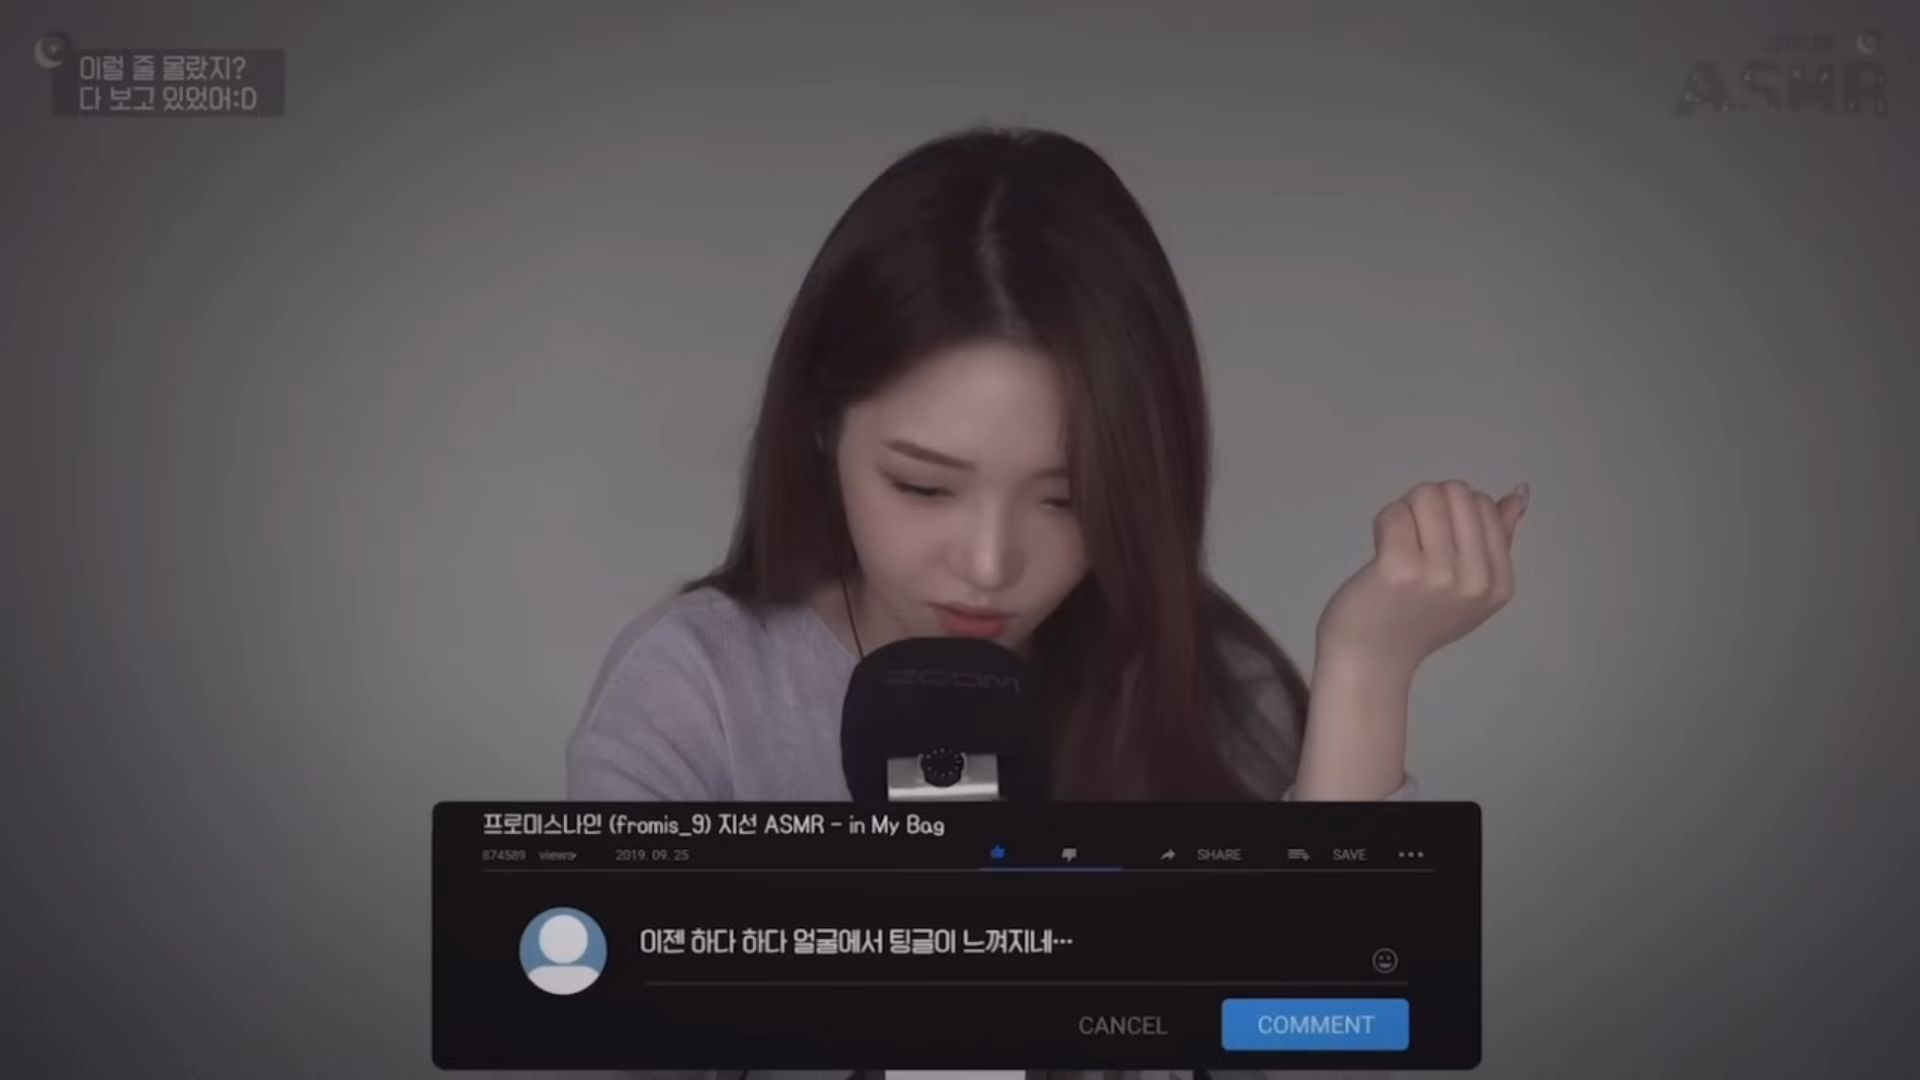 이럴 줄 몰랐지?
다 보고 있었어:D
ASMR
ZOOM
프로미스나인 (fromis_9) 지선 ASMR - in My Bag
874589 views 2019. 09. 25 SHARE SAVE
이젠 하다 하다 얼굴에서 팅글이 느껴지네…
CANCEL COMMENT